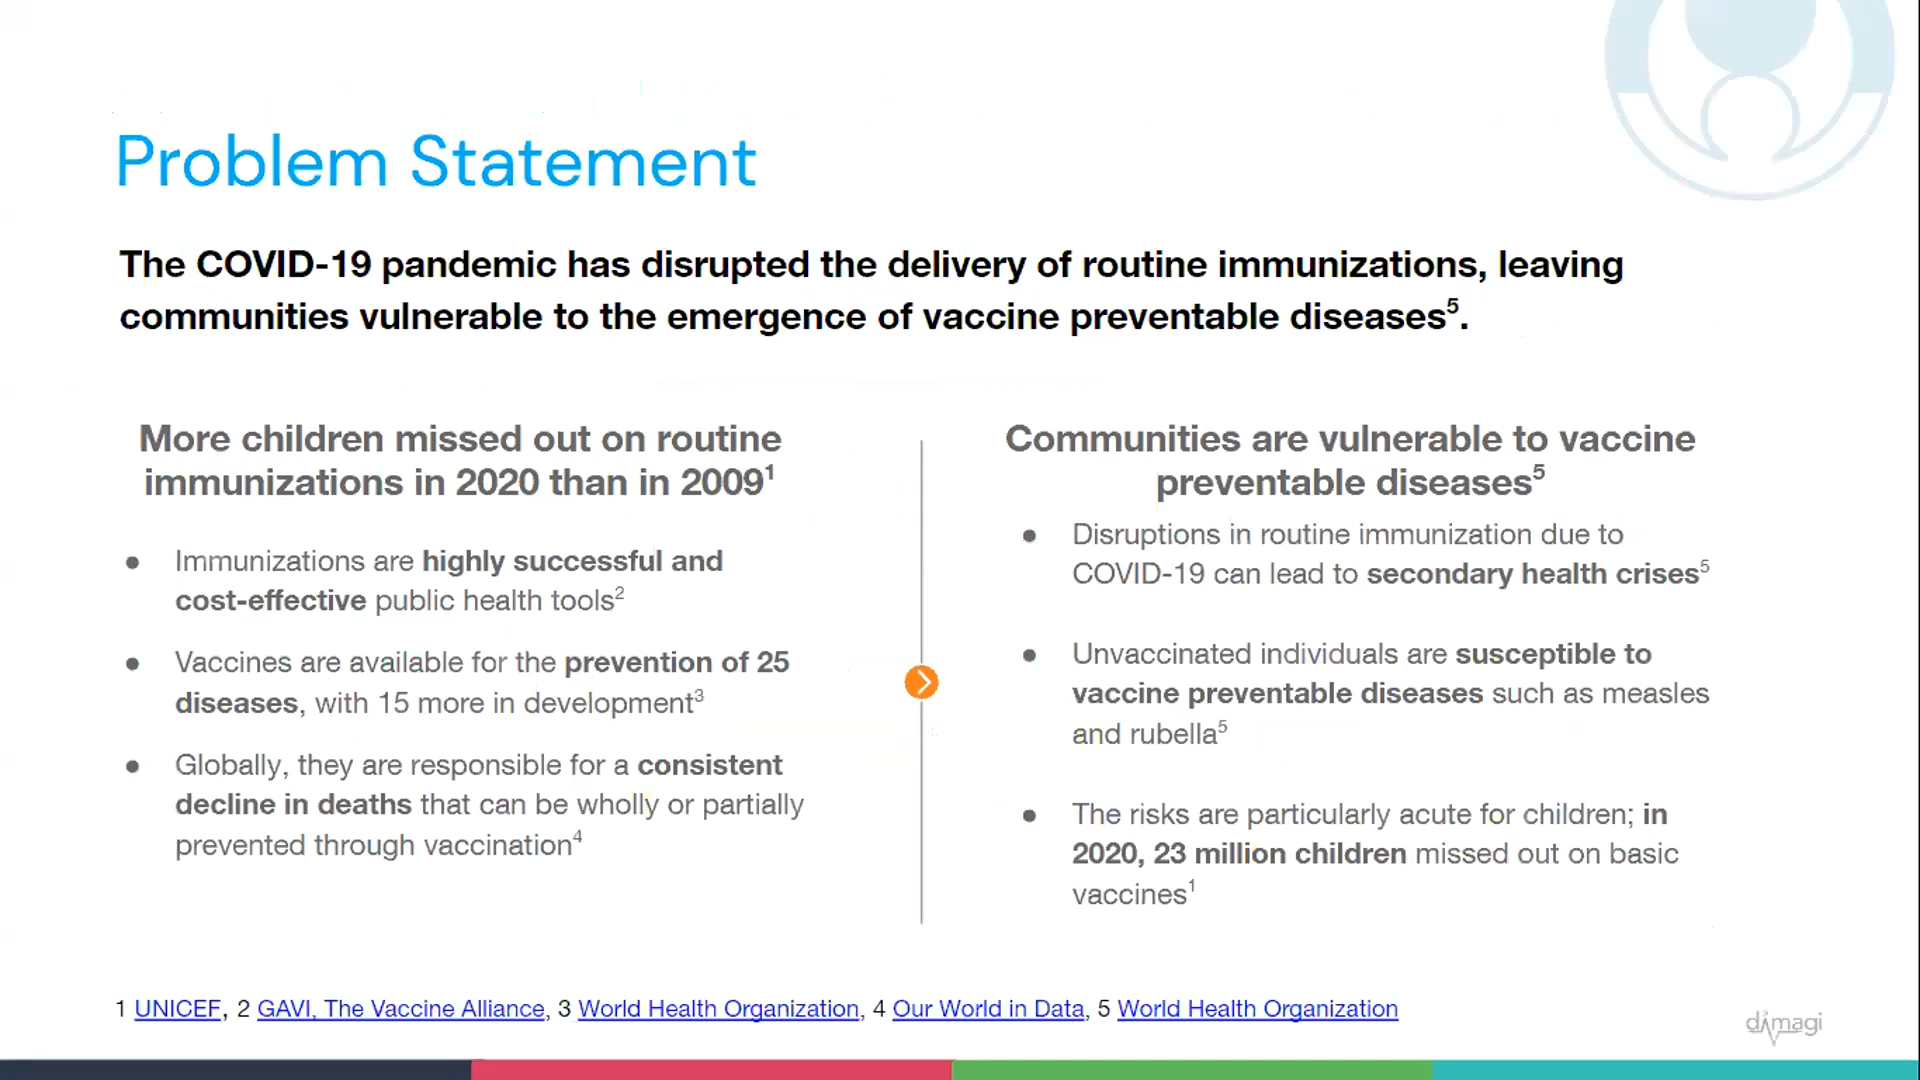 Problem Statement
The COVID-19 pandemic has disrupted the delivery of routine immunizations, leaving
communities vulnerable to the emergence of vaccine preventable diseases⁵.
More children missed out on routine
immunizations in 2020 than in 2009¹
● Immunizations are highly successful and
cost-effective public health tools²
● Vaccines are available for the prevention of 25
diseases, with 15 more in development³
● Globally, they are responsible for a consistent
decline in deaths that can be wholly or partially
prevented through vaccination⁴
Communities are vulnerable to vaccine
preventable diseases⁵
● Disruptions in routine immunization due to
COVID-19 can lead to secondary health crises⁵
● Unvaccinated individuals are susceptible to
vaccine preventable diseases such as measles
and rubella⁵
● The risks are particularly acute for children; in
2020, 23 million children missed out on basic
vaccines¹
1 UNICEF, 2 GAVI, The Vaccine Alliance, 3 World Health Organization, 4 Our World in Data, 5 World Health Organization
dimagi